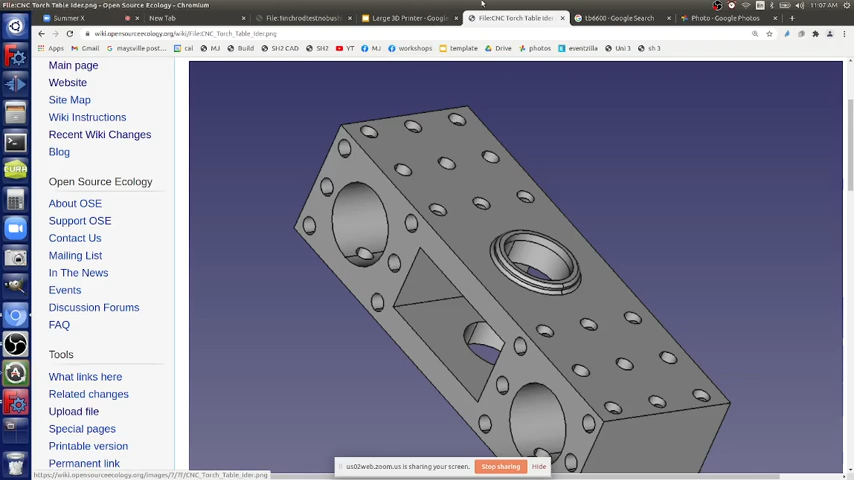 File:CNC Torch Table Ider.png - Open Source Ecology - Chromium
11:07 AM
Summer X
New Tab
File:finchrodtestnobush
Large 3D Printer - Google
File:CNC Torch Table Ider
tb6600 - Google Search
Photo - Google Photos
wiki.opensourceecology.org/wiki/File:CNC_Torch_Table_Ider.png
Gmail
maysville post...
cal
MJ
Build
SH2 CAD
SH2
YT
MJ
workshops
template
Drive
photos
eventzilla
Uni 3
sh 3
Main page
Website
Site Map
Wiki Instructions
Recent Wiki Changes
Blog
Open Source Ecology
About OSE
Support OSE
Contact Us
Mailing List
In The News
Events
Discussion Forums
FAQ
Tools
What links here
Related changes
Upload file
Special pages
Printable version
Permanent link
https://wiki.opensourceecology.org/images/7/7f/CNC_Torch_Table_Ider.png
us02web.zoom.us is sharing your screen.
Stop sharing
Hide
CURA